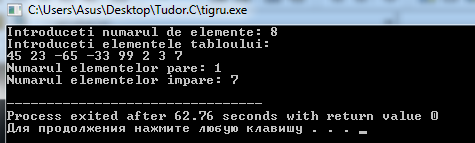 C:\Users\Asus\Desktop\Tudor.C\tigru.exe
Introduceti numarul de elemente: 8
Introduceti elementele tabloului:
45 23 -65 -33 99 2 3 7
Numarul elementelor pare: 1
Numarul elementelor impare: 7
--------------------------------
Process exited after 62.76 seconds with return value 0
Для продолжения нажмите любую клавишу . . . _